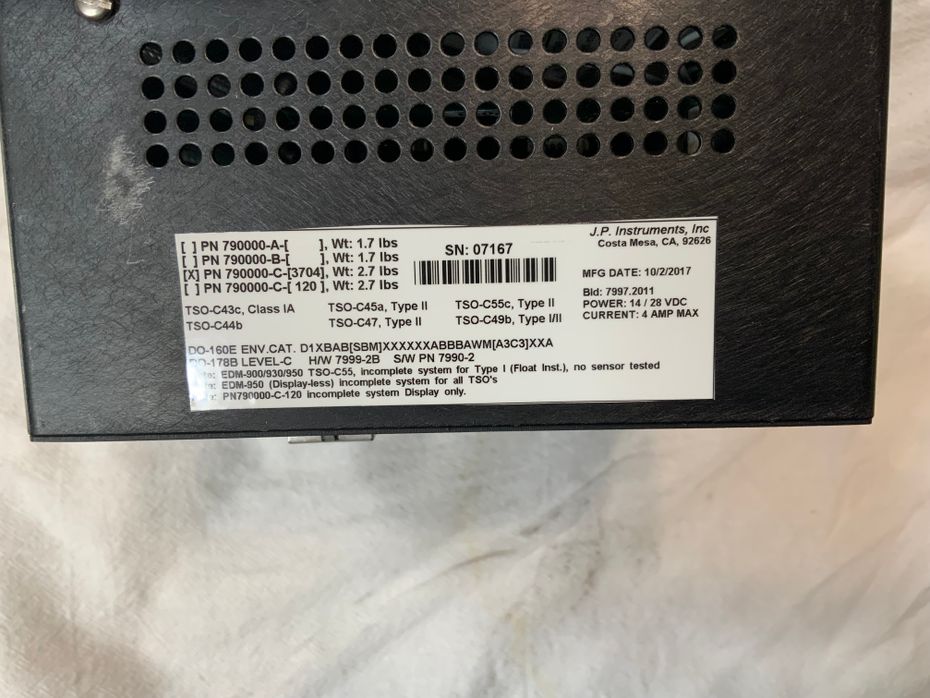 [ ] PN 790000-A-[ ], Wt: 1.7 lbs
[ ] PN 790000-B-[ ], Wt: 1.7 lbs
[X] PN 790000-C-[3704], Wt: 2.7 lbs
[ ] PN 790000-C-[ 120 ], Wt: 2.7 lbs
SN: 07167
J.P. Instruments, Inc
Costa Mesa, CA, 92626
MFG DATE: 10/2/2017
Bld: 7997.2011
POWER: 14 / 28 VDC
CURRENT: 4 AMP MAX
TSO-C43c, Class IA TSO-C45a, Type II TSO-C55c, Type II
TSO-C44b TSO-C47, Type II TSO-C49b, Type I/II
DO-160E ENV.CAT. D1XBAB[SBM]XXXXXXABBBAWM[A3C3]XXA
DO-178B LEVEL-C H/W 7999-2B S/W PN 7990-2
EDM-900/930/950 TSO-C55, incomplete system for Type I (Float Inst.), no sensor tested
EDM-950 (Display-less) incomplete system for all TSO's
PN790000-C-120 incomplete system Display only.